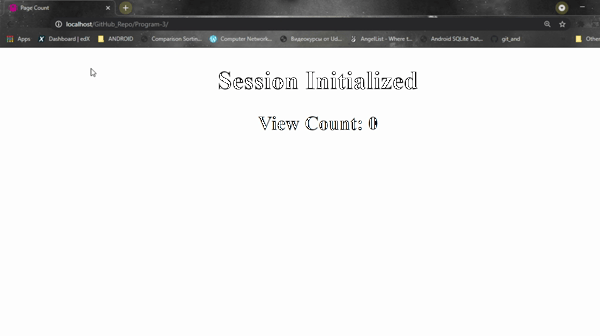 Page Count
localhost/GitHub_Repo/Program-3/
Apps Dashboard | edX ANDROID Comparison Sortin... Computer Network... Видеокурсы от Ud... AngelList - Where t... Android SQLite Dat... git_and Other
Session Initialized
View Count: 0